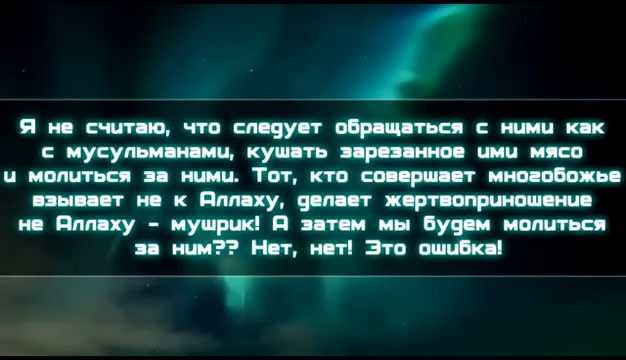 Я не считаю, что следует обращаться с ними как
с мусульманами, кушать зарезанное ими мясо
и молиться за ними. Тот, кто совершает многобожье
взывает не к Аллаху, делает жертвоприношение
не Аллаху - мушрик! А затем мы будем молиться
за ним?? Нет, нет! Это ошибка!